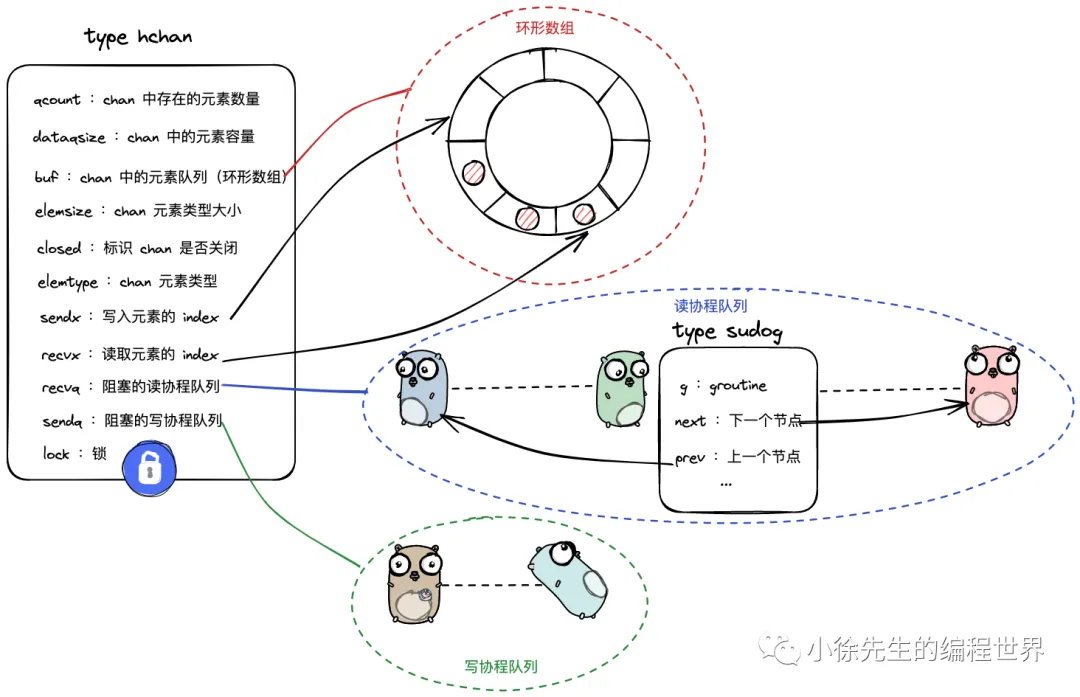 type hchan
qcount：chan 中存在的元素数量
dataqsize：chan 中的元素容量
buf：chan 中的元素队列（环形数组）
elemsize：chan 元素类型大小
closed：标识 chan 是否关闭
elemtype：chan 元素类型
sendx：写入元素的 index
recvx：读取元素的 index
recvq：阻塞的读协程队列
sendq：阻塞的写协程队列
lock：锁
环形数组
读协程队列
type sudog
g：groutine
next：下一个节点
prev：上一个节点
...
写协程队列
小徐先生的编程世界